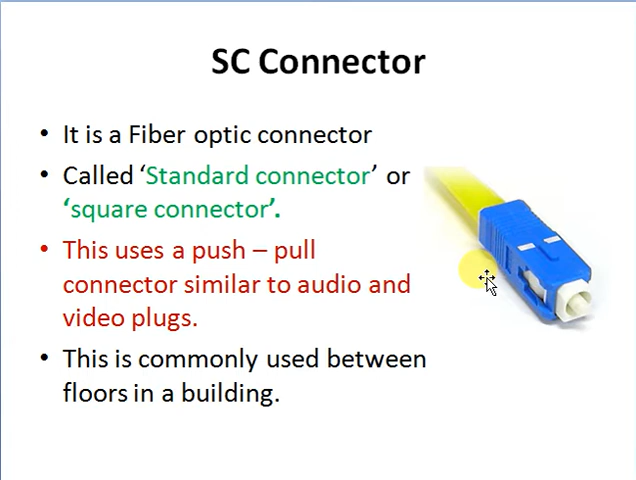 SC Connector
• It is a Fiber optic connector
• Called ‘Standard connector’ or
‘square connector’.
• This uses a push – pull
connector similar to audio and
video plugs.
• This is commonly used between
floors in a building.